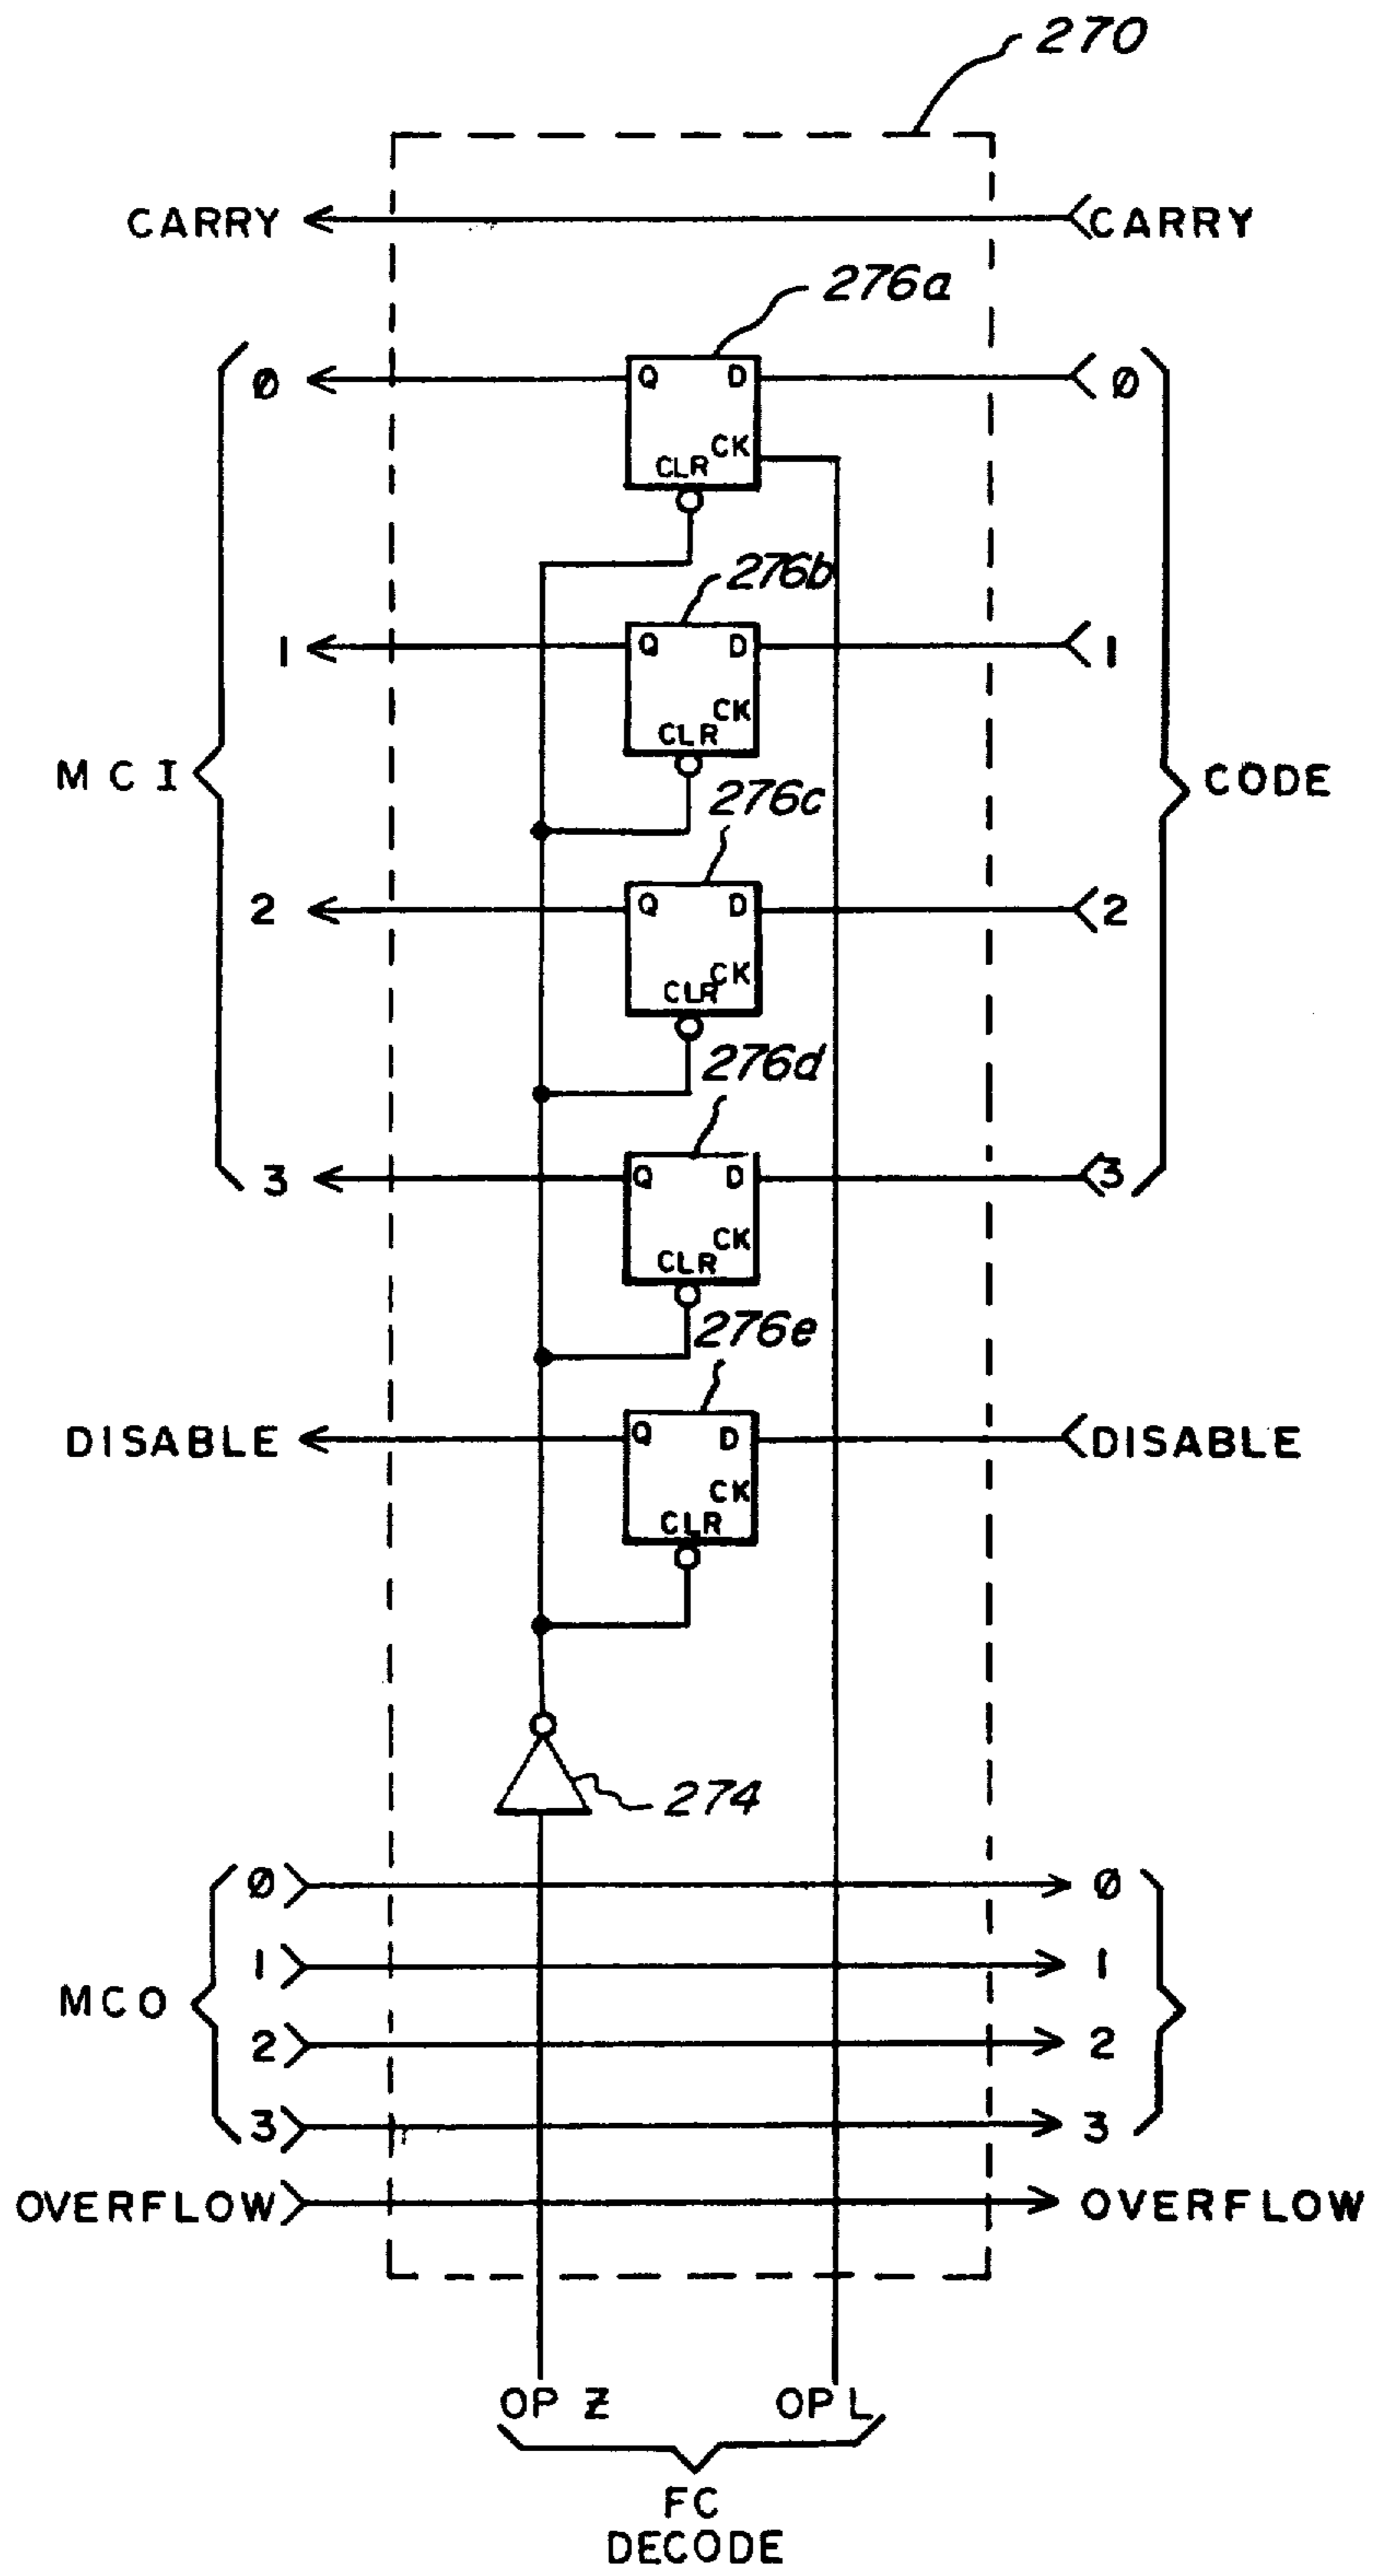 270
CARRY CARRY
276a
Ø Q D Ø
CK
CLR
276b
1 Q D 1
CK
CLR
MCI CODE
276c
2 Q D 2
CK
CLR
276d
3 Q D 3
CK
CLR
276e
DISABLE Q D DISABLE
CK
CLR
274
Ø Ø
1 1
MCO
2 2
3 3
OVERFLOW OVERFLOW
OP Z OP L
FC
DECODE